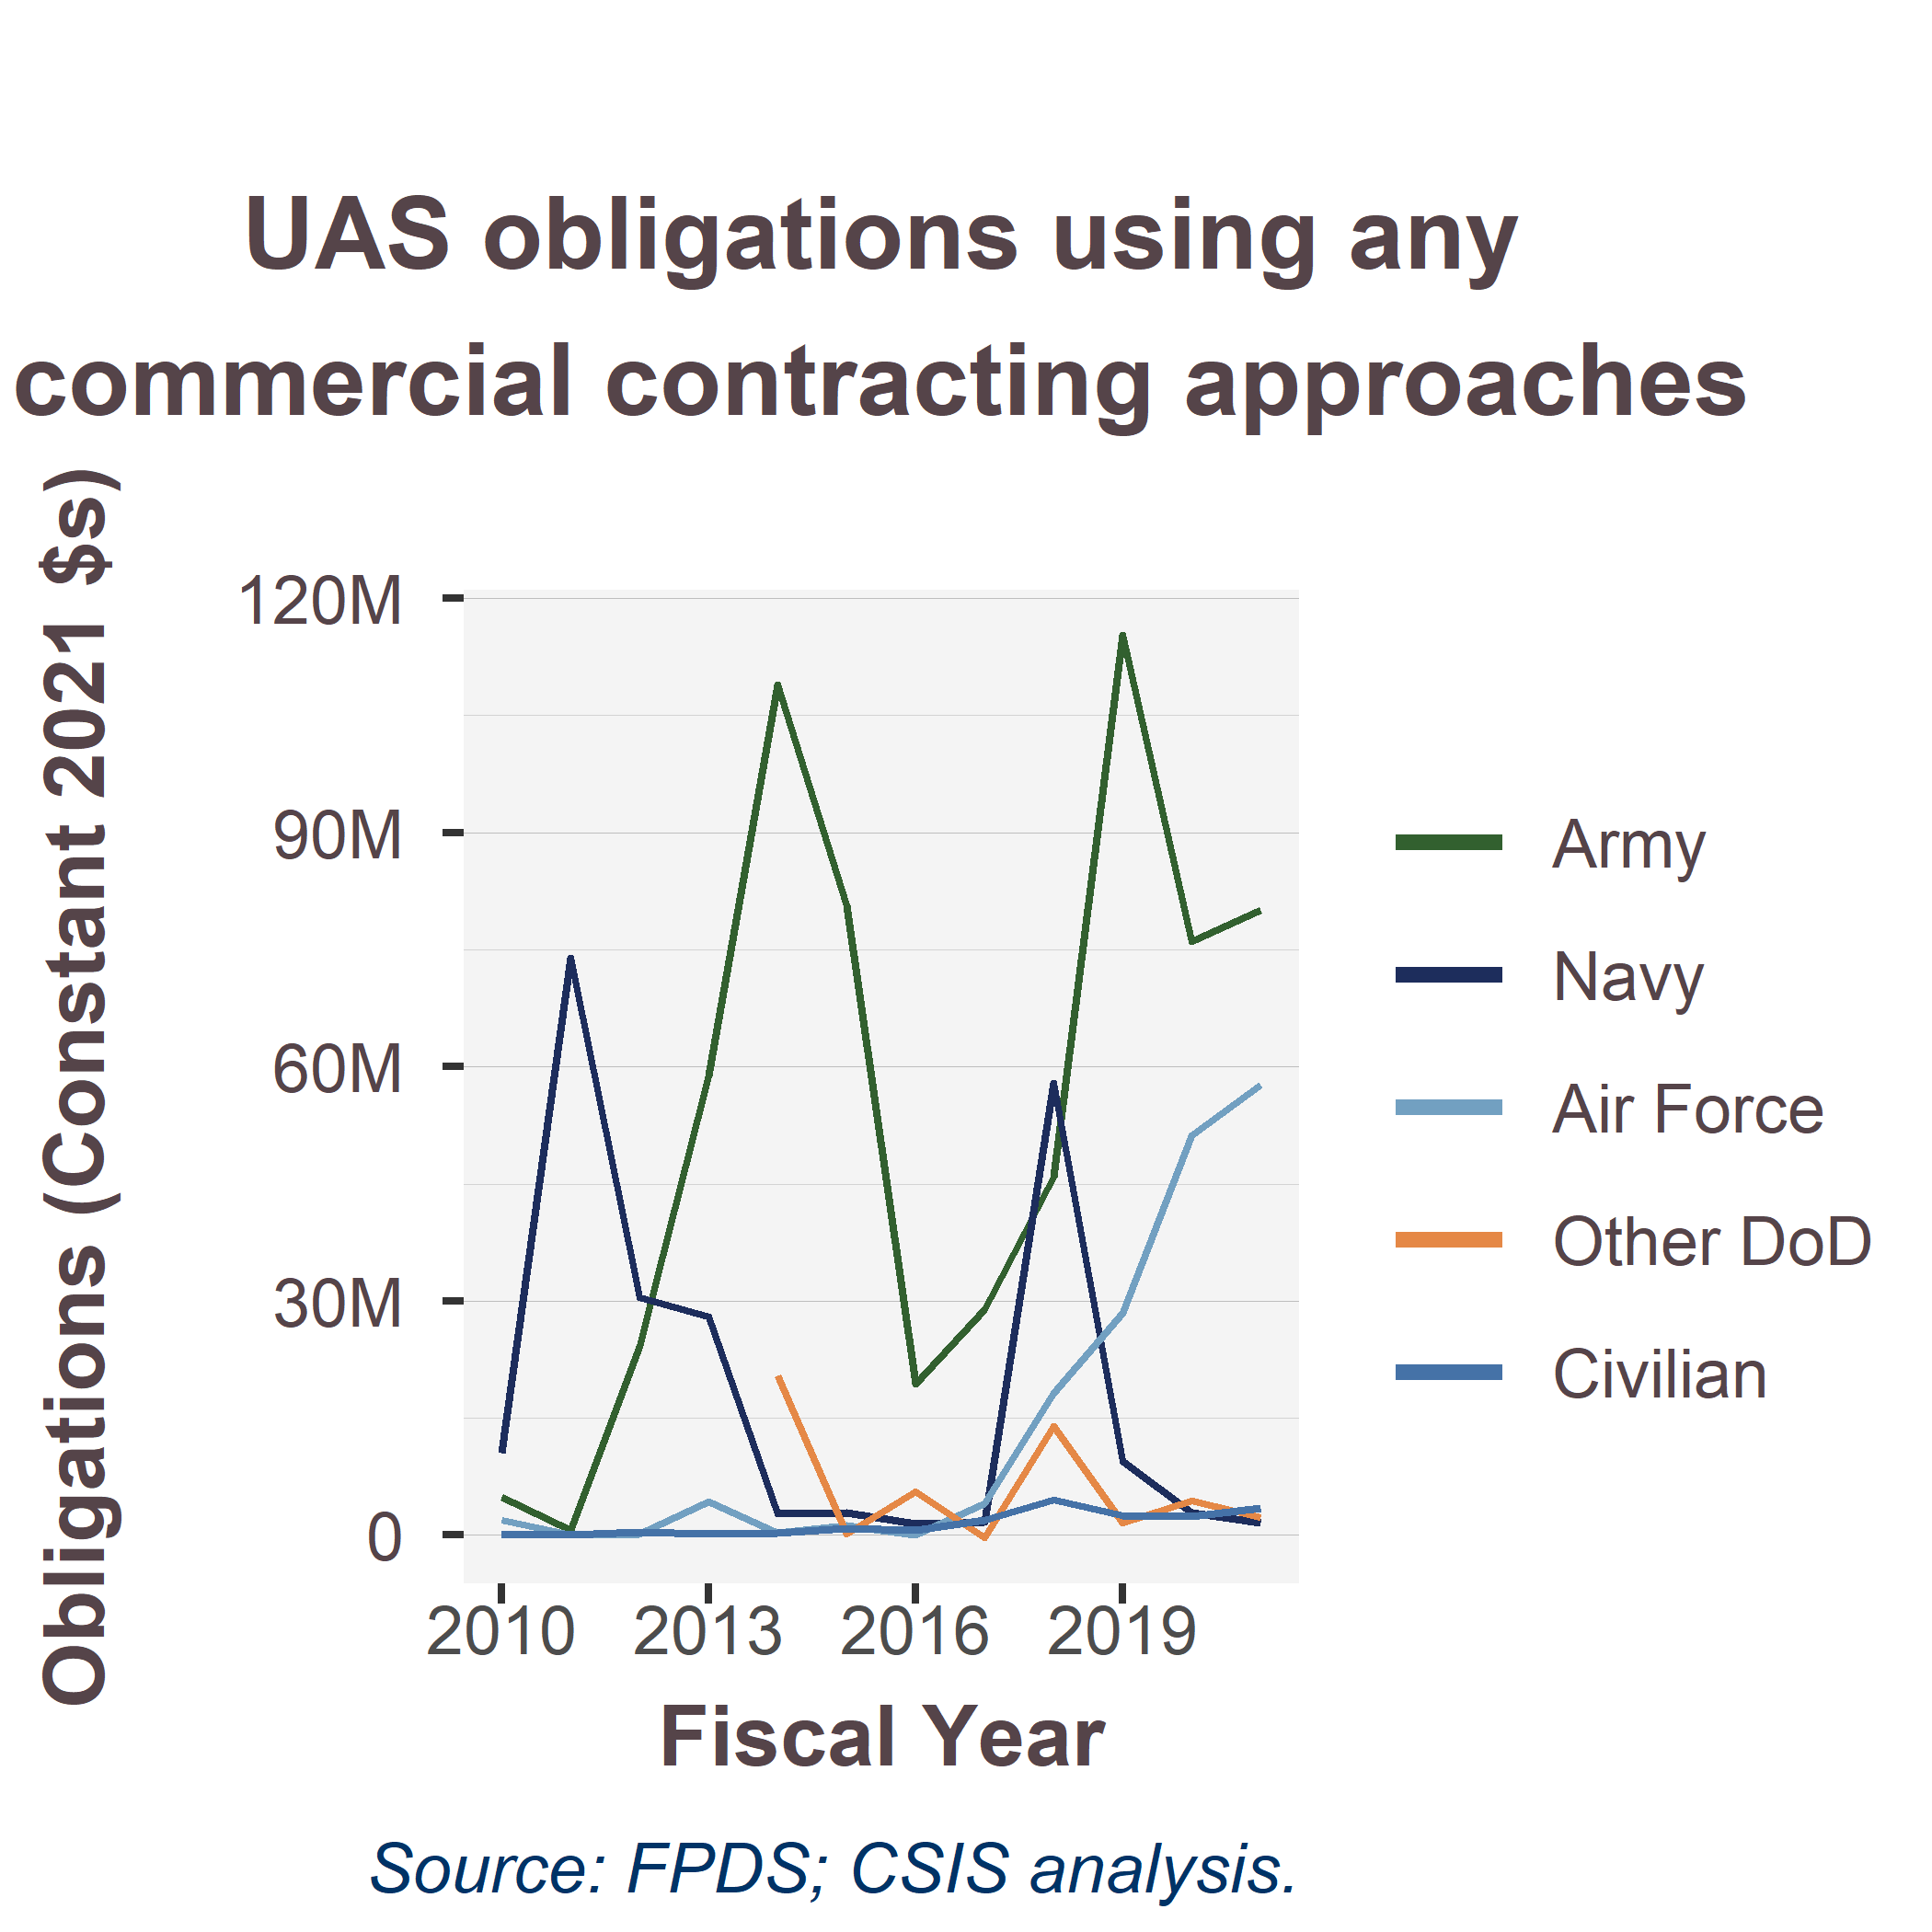 UAS obligations using any
commercial contracting approaches
Obligations (Constant 2021 $s)
120M
90M
60M
30M
0
2010
2013
2016
2019
Fiscal Year
Army
Navy
Air Force
Other DoD
Civilian
Source: FPDS; CSIS analysis.